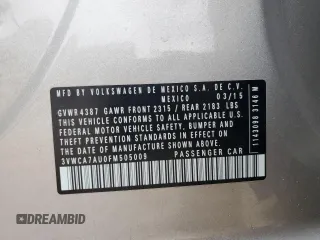 MFD BY VOLKSWAGEN DE MEXICO S.A. DE C.V.
MEXICO 03/15
GVWR 4387 GAWR FRONT 2315 / REAR 2183 LBS
THIS VEHICLE CONFORMS TO ALL APPLICABLE
FEDERAL MOTOR VEHICLE SAFETY, BUMPER AND
THEFT PREVENTION STANDARDS IN EFFECT ON
THE DATE OF MANUFACTURE
SHOWN ABOVE.
3VWCA7AU0FM505009 PASSENGER CAR
1143098 3146 M
DREAMBID